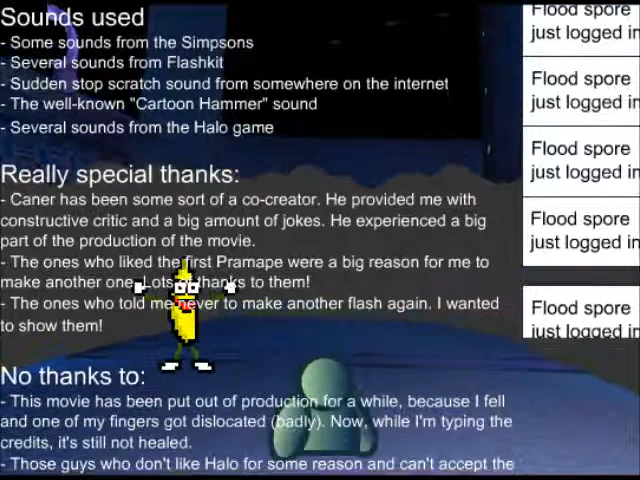 Sounds used
- Some sounds from the Simpsons
- Several sounds from Flashkit
- Sudden stop scratch sound from somewhere on the internet
- The well-known "Cartoon Hammer" sound
- Several sounds from the Halo game
Really special thanks:
- Caner has been some sort of a co-creator. He provided me with
constructive critic and a big amount of jokes. He experienced a big
part of the production of the movie.
- The ones who liked the first Pramape were a big reason for me to
make another one. Lots of thanks to them!
- The ones who told me never to make another flash again. I wanted
to show them!
No thanks to:
- This movie has been put out of production for a while, because I fell
and one of my fingers got dislocated (badly). Now, while I'm typing the
credits, it's still not healed.
- Those guys who don't like Halo for some reason and can't accept the
Flood spore
just logged in
Flood spore
just logged in
Flood spore
just logged in
Flood spore
just logged in
Flood spore
just logged in